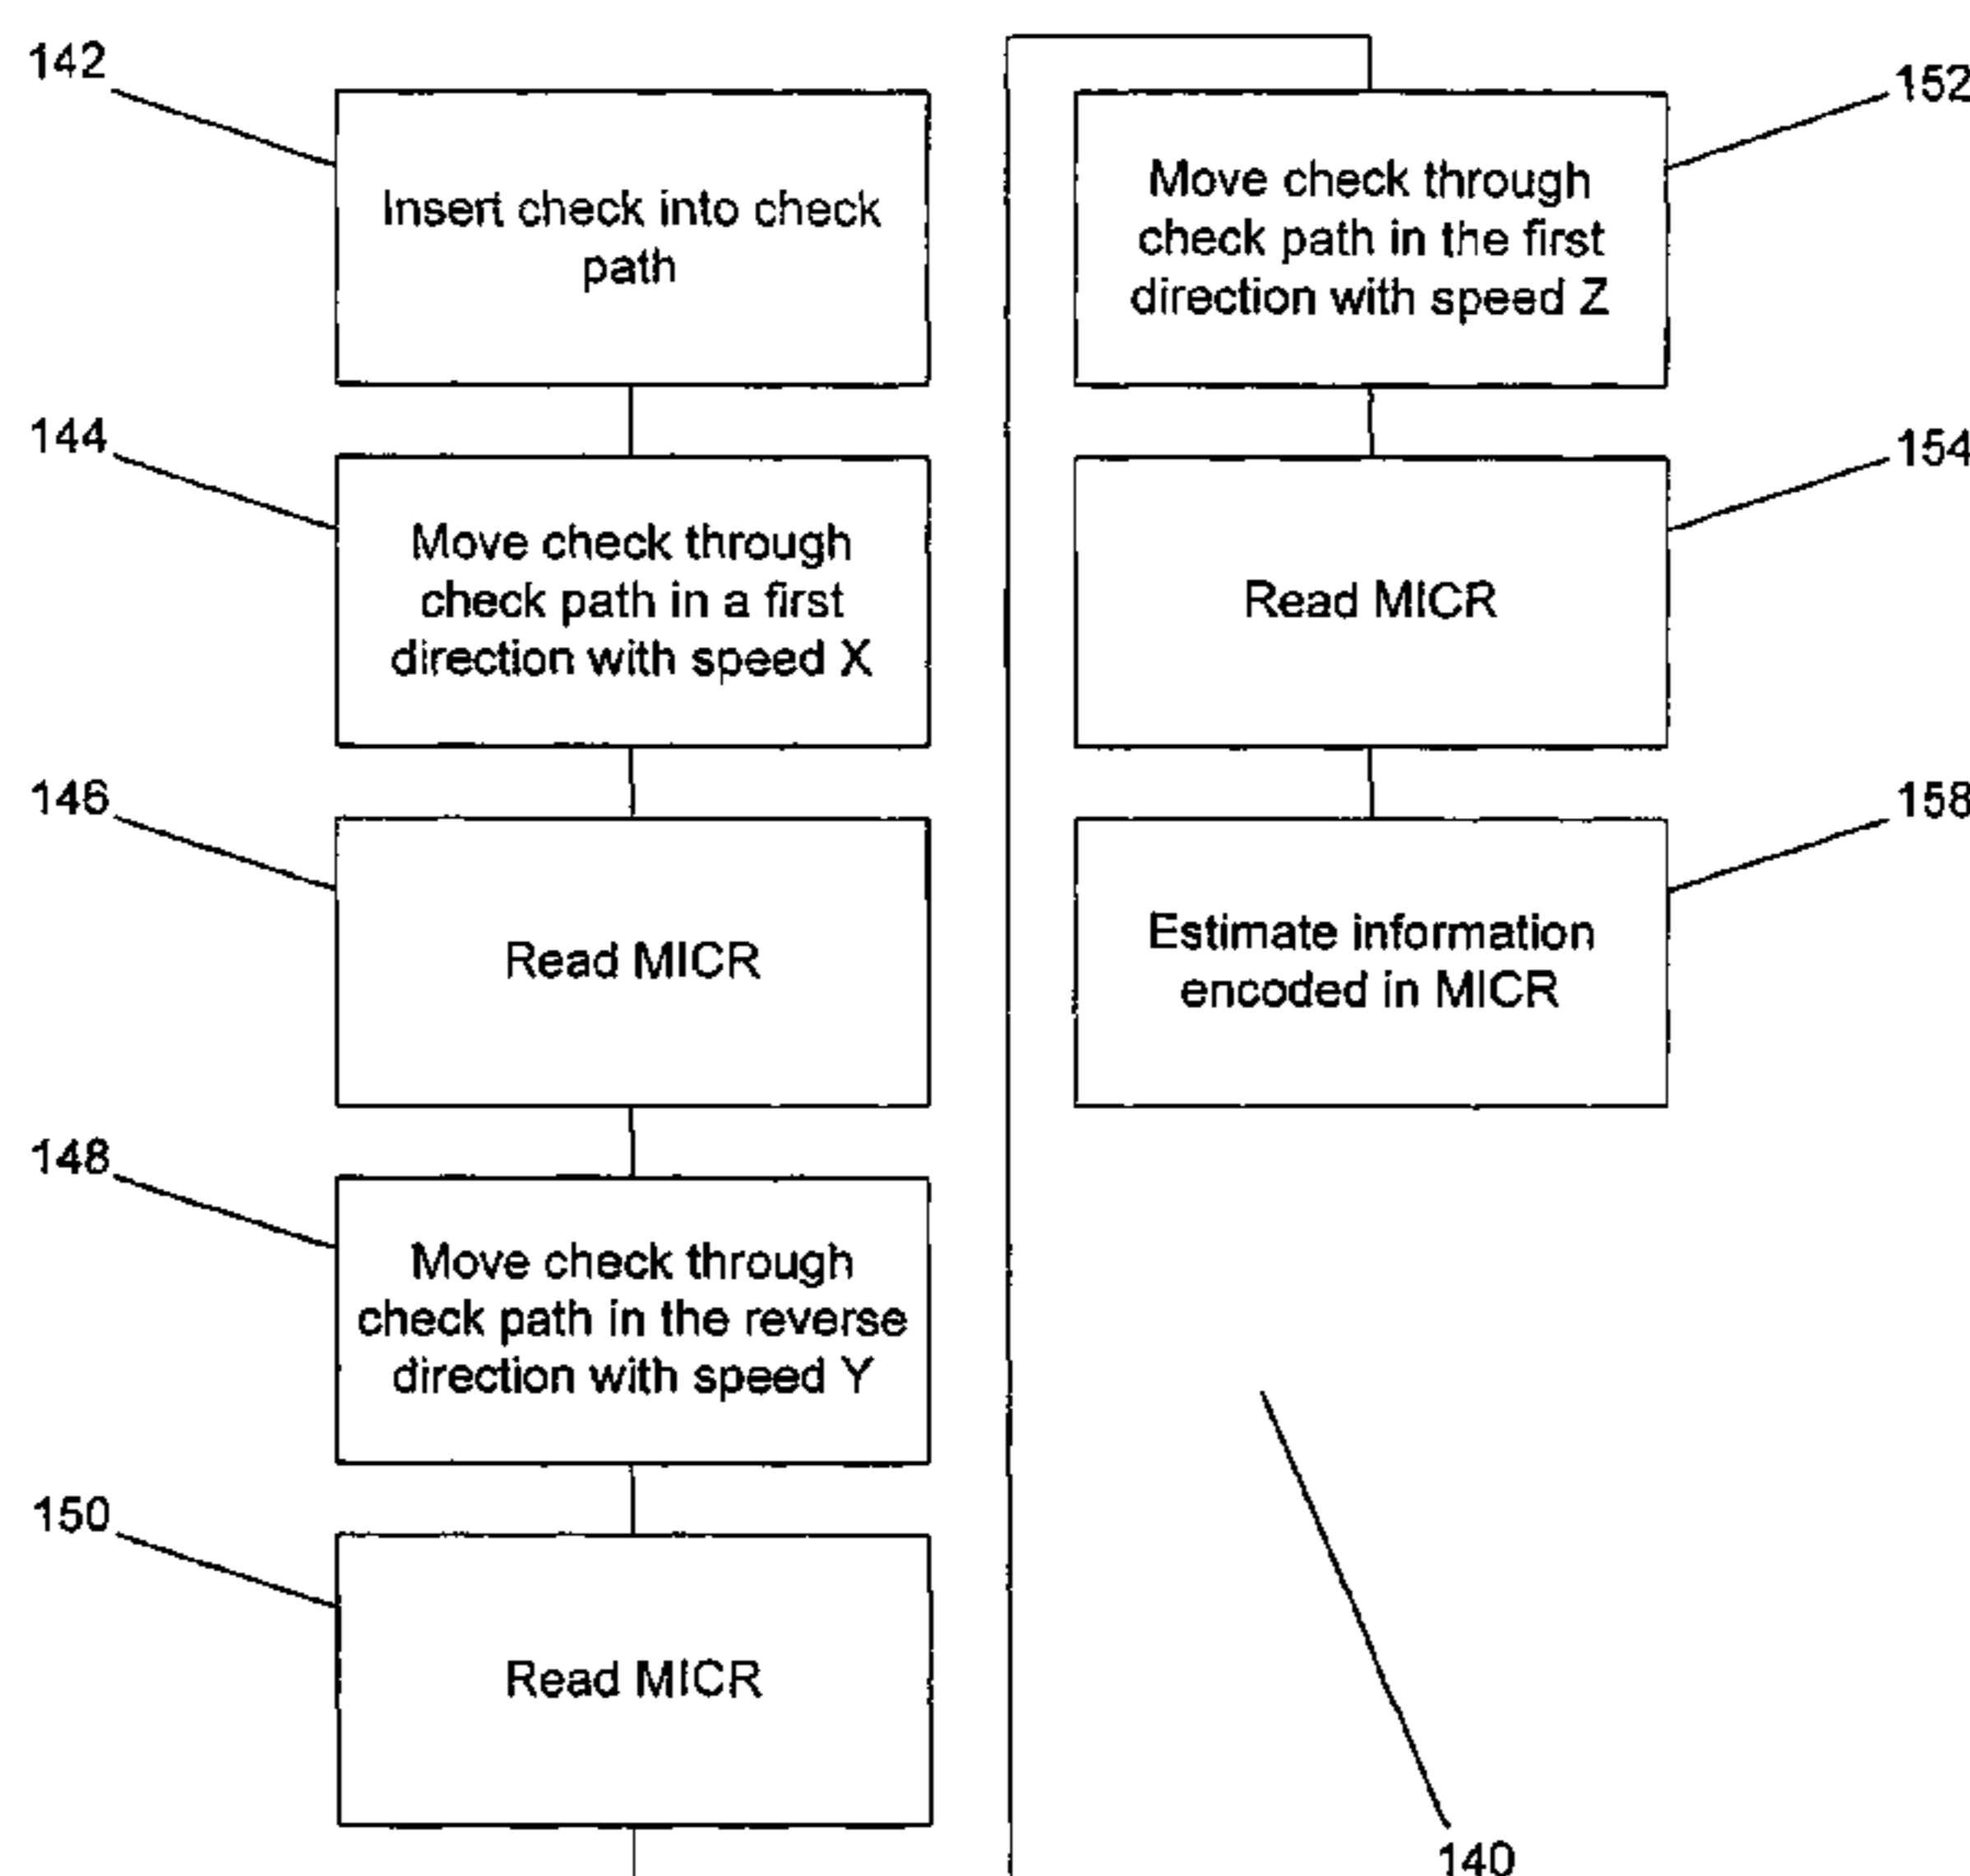 142
Insert check into check
path
144
Move check through
check path in a first
direction with speed X
146
Read MICR
148
Move check through
check path in the reverse
direction with speed Y
150
Read MICR
152
Move check through
check path in the first
direction with speed Z
154
Read MICR
158
Estimate information
encoded in MICR
140